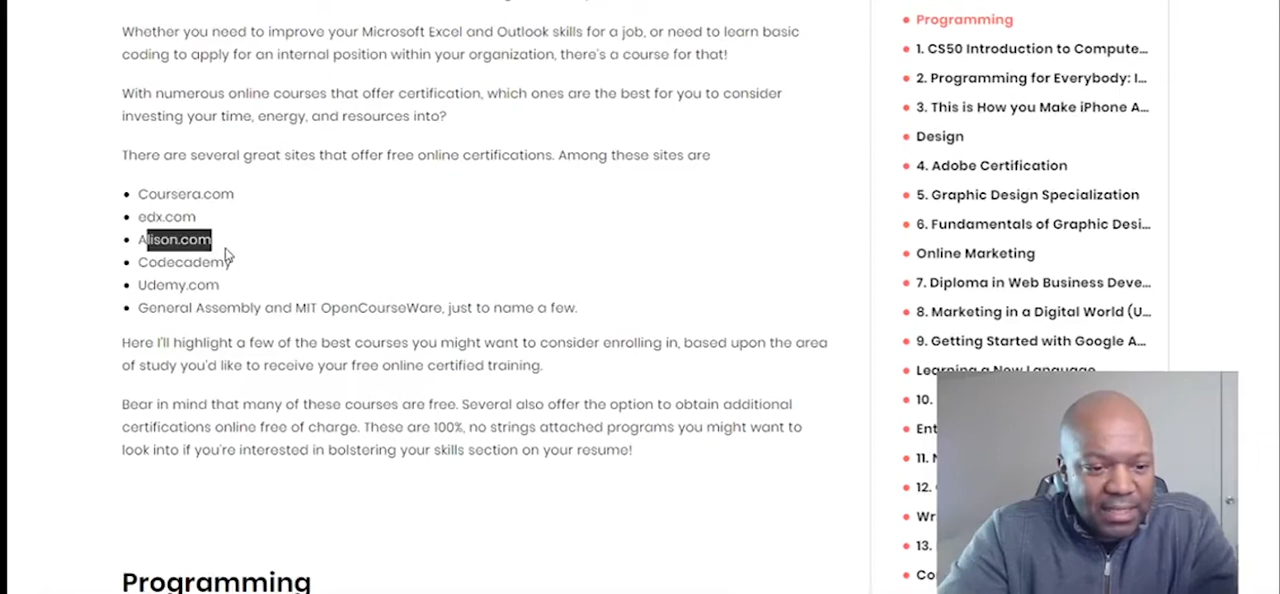 Whether you need to improve your Microsoft Excel and Outlook skills for a job, or need to learn basic
coding to apply for an internal position within your organization, there's a course for that!
With numerous online courses that offer certification, which ones are the best for you to consider
investing your time, energy, and resources into?
There are several great sites that offer free online certifications. Among these sites are
• Coursera.com
• edx.com
• Alison.com
• Codecademy
• Udemy.com
• General Assembly and MIT OpenCourseWare, just to name a few.
Here I'll highlight a few of the best courses you might want to consider enrolling in, based upon the area
of study you'd like to receive your free online certified training.
Bear in mind that many of these courses are free. Several also offer the option to obtain additional
certifications online free of charge. These are 100%, no strings attached programs you might want to
look into if you're interested in bolstering your skills section on your resume!
Programming
• Programming
• 1. CS50 Introduction to Compute...
• 2. Programming for Everybody: I...
• 3. This is How you Make iPhone A...
• Design
• 4. Adobe Certification
• 5. Graphic Design Specialization
• 6. Fundamentals of Graphic Desi...
• Online Marketing
• 7. Diploma in Web Business Deve...
• 8. Marketing in a Digital World (U...
• 9. Getting Started with Google A...
• Learning a New Language
• 10.
• Ent
• 11.
• 12.
• Wr
• 13.
• Co